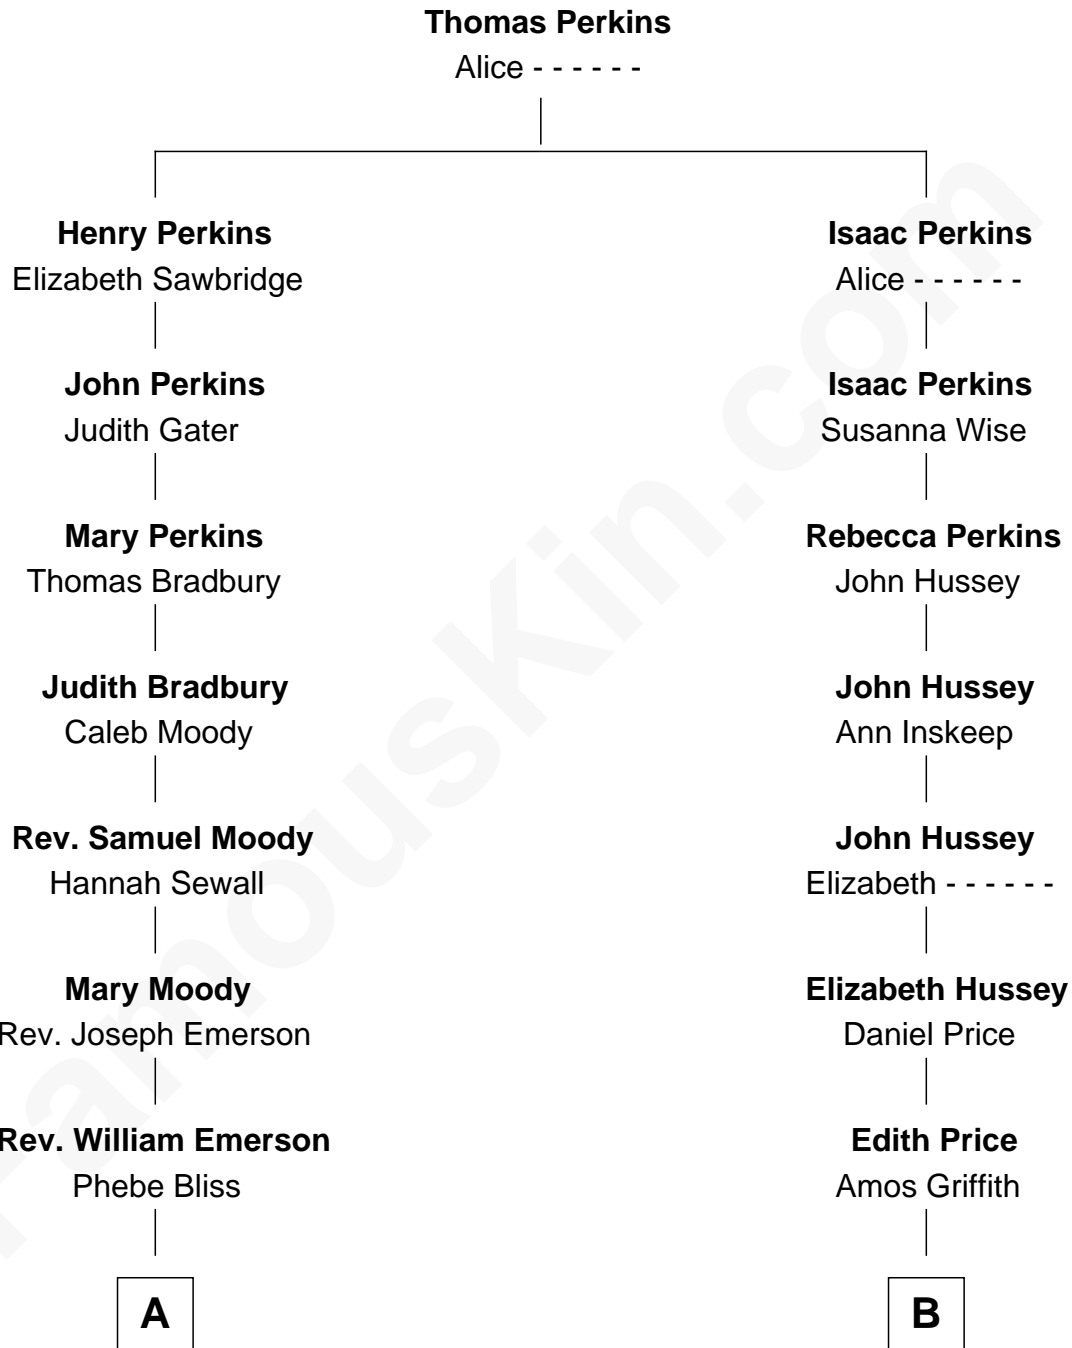 Thomas Perkins
Alice - - - - - -
Henry Perkins
Elizabeth Sawbridge
Isaac Perkins
Alice - - - - - -
John Perkins
Judith Gater
Isaac Perkins
Susanna Wise
Mary Perkins
Thomas Bradbury
Rebecca Perkins
John Hussey
Judith Bradbury
Caleb Moody
John Hussey
Ann Inskeep
Rev. Samuel Moody
Hannah Sewall
John Hussey
Elizabeth - - - - - -
Mary Moody
Rev. Joseph Emerson
Elizabeth Hussey
Daniel Price
Rev. William Emerson
Phebe Bliss
Edith Price
Amos Griffith
A
B
FamousKin.com